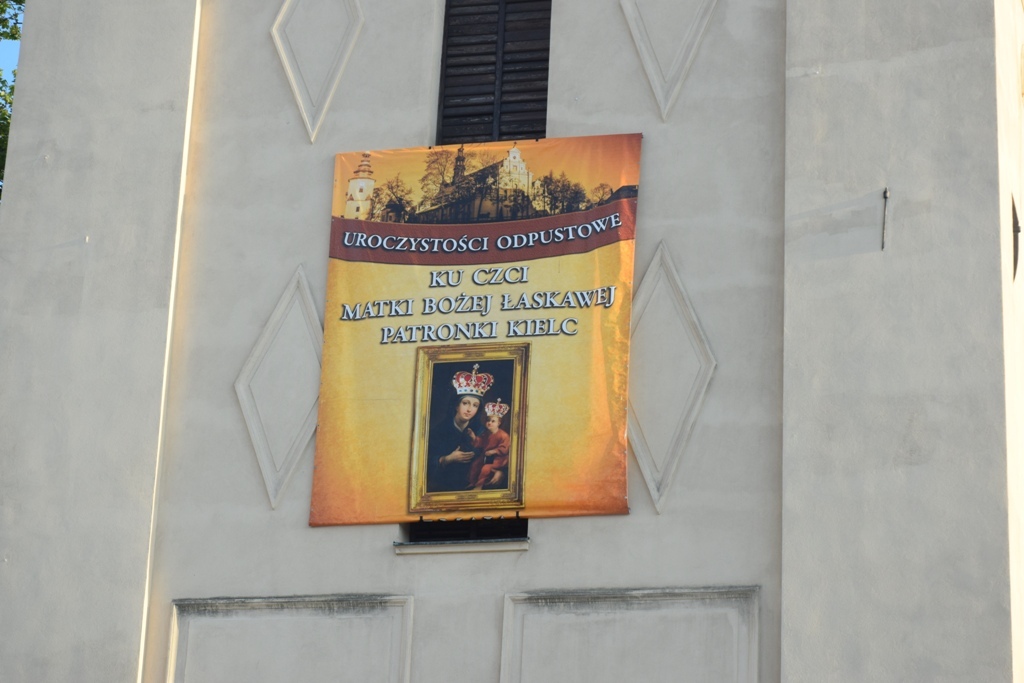 UROCZYSTOŚCI ODPUSTOWE
KU CZCI
MATKI BOŻEJ ŁASKAWEJ
PATRONKI KIELC